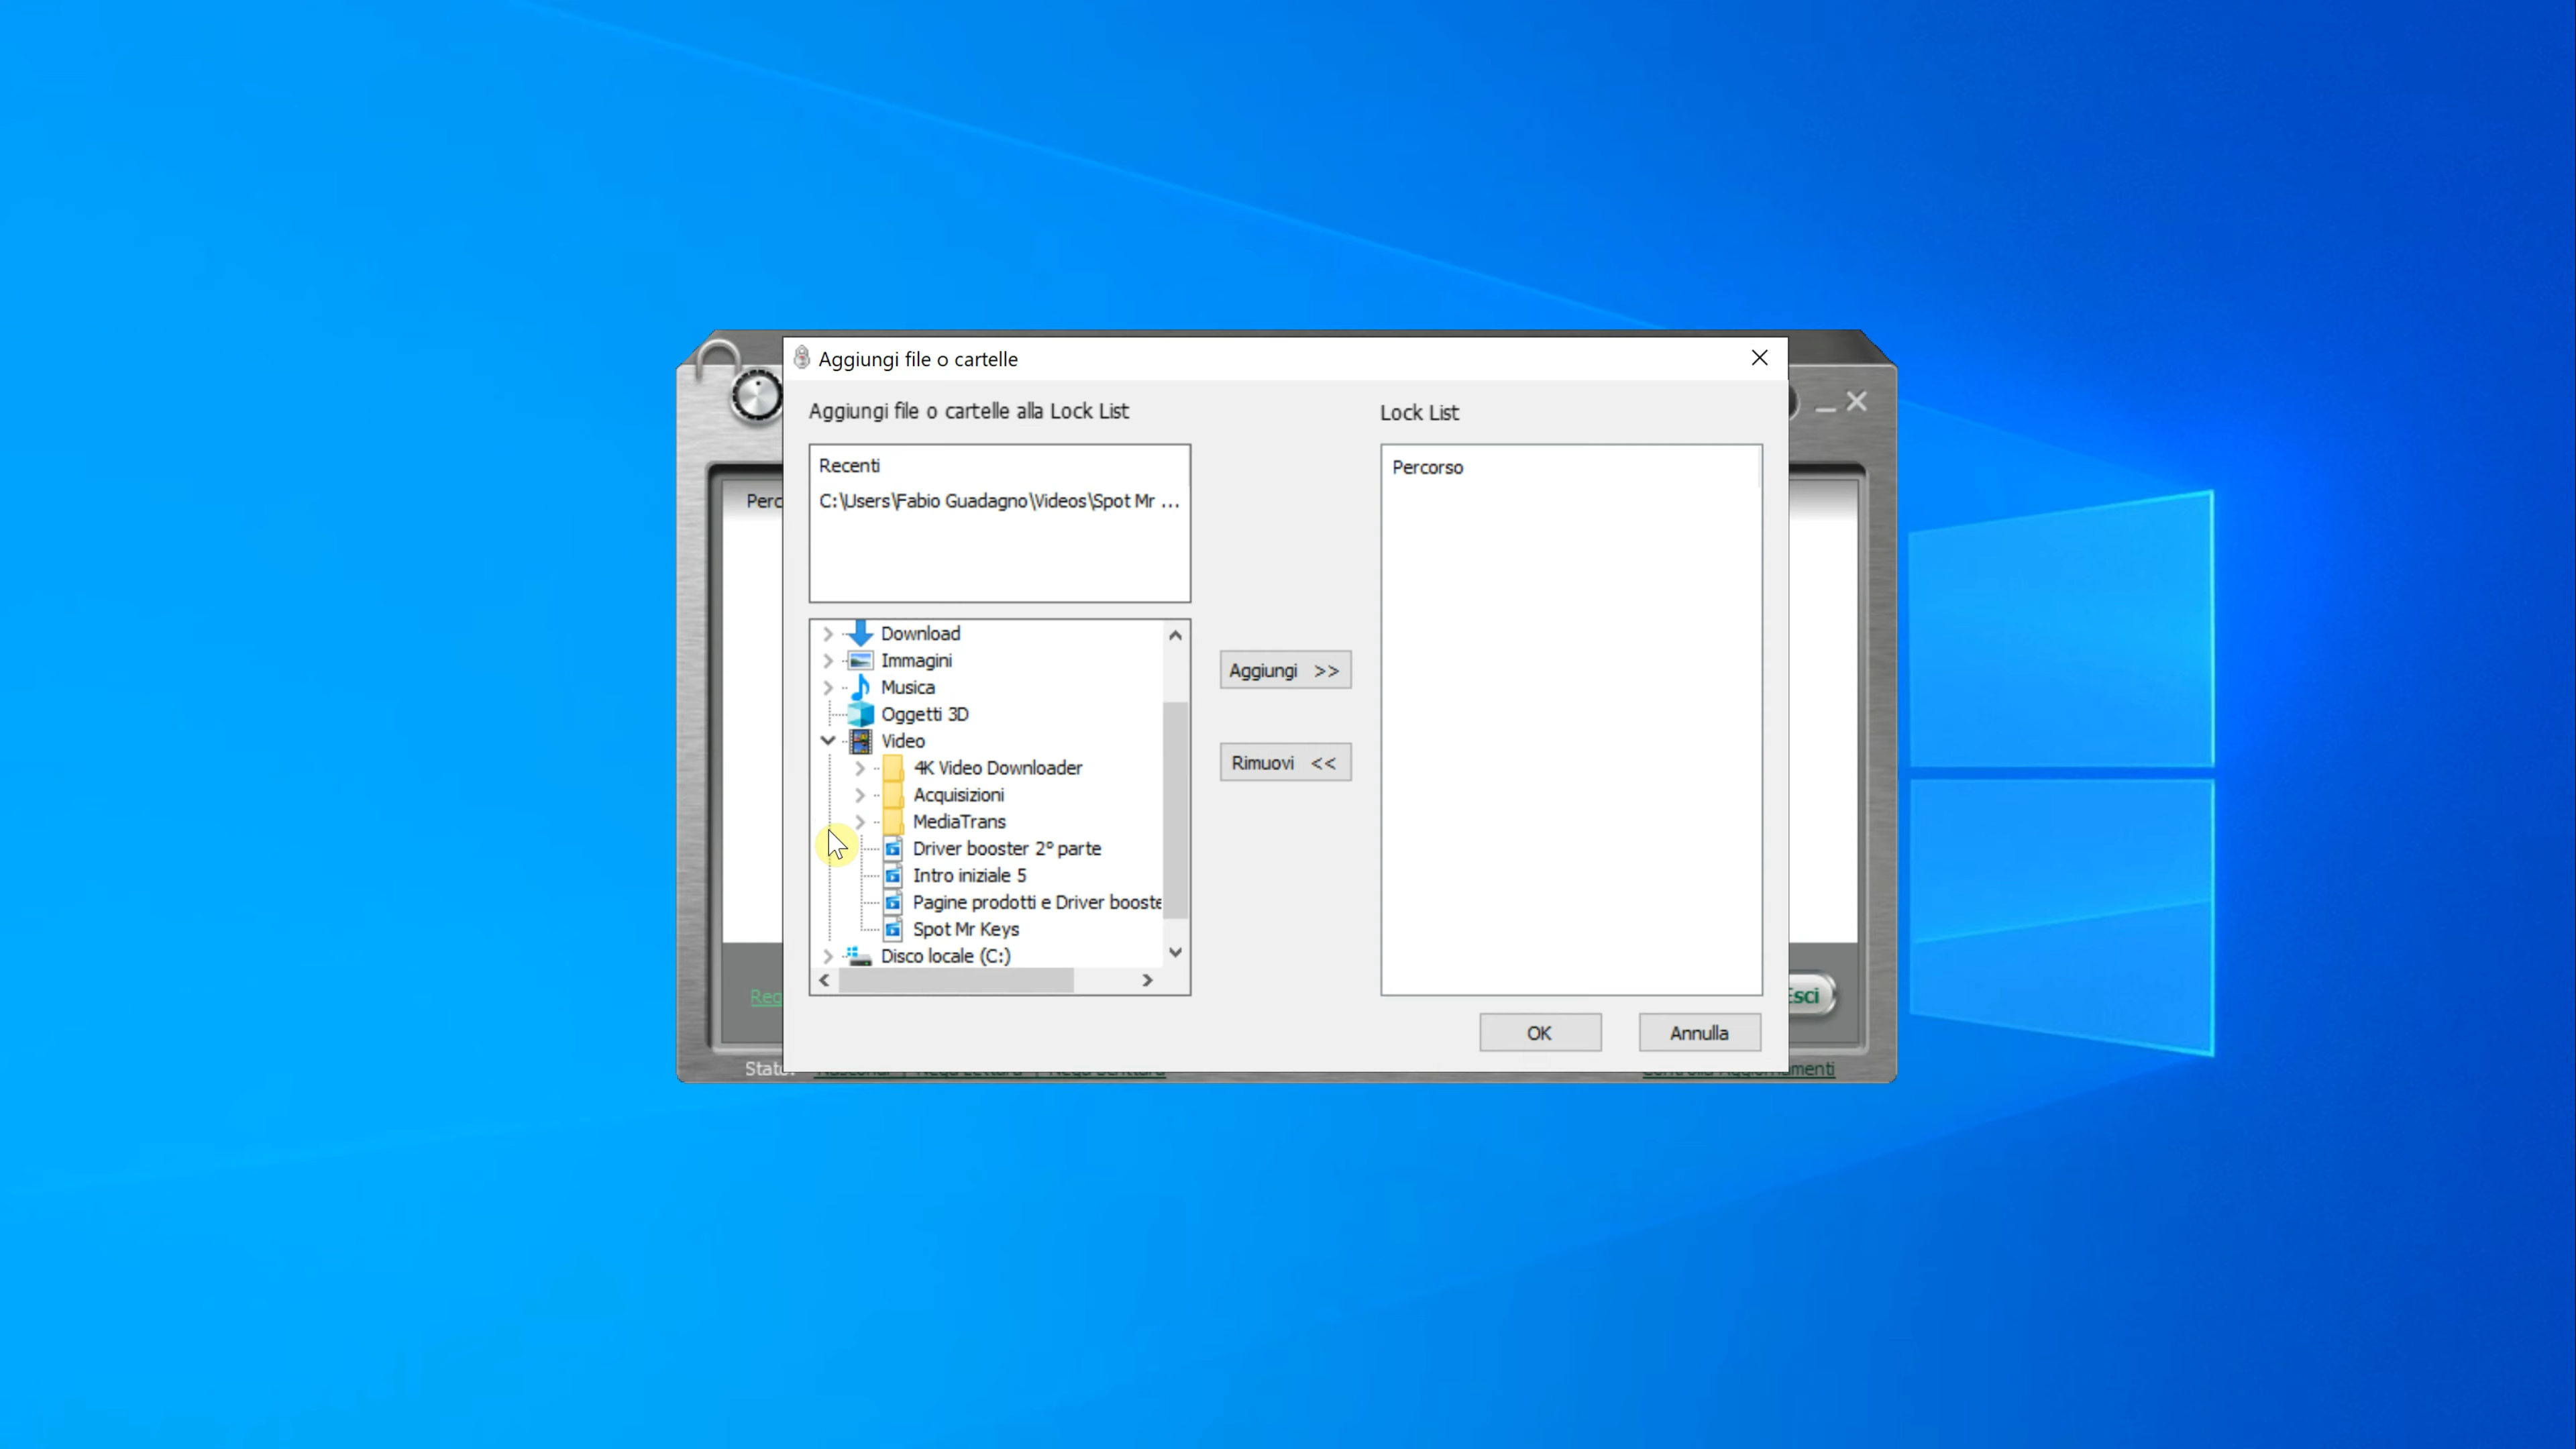 Aggiungi file o cartelle
Aggiungi file o cartelle alla Lock List
Lock List
Recenti
C:\Users\Fabio Guadagno\Videos\Spot Mr ...
Percorso
Perc
Download
Immagini
Musica
Oggetti 3D
Video
4K Video Downloader
Acquisizioni
MediaTrans
Driver booster 2° parte
Intro iniziale 5
Pagine prodotti e Driver booste
Spot Mr Keys
Disco locale (C:)
Aggiungi >>
Rimuovi <<
Reg
Esci
OK
Annulla
Stato: